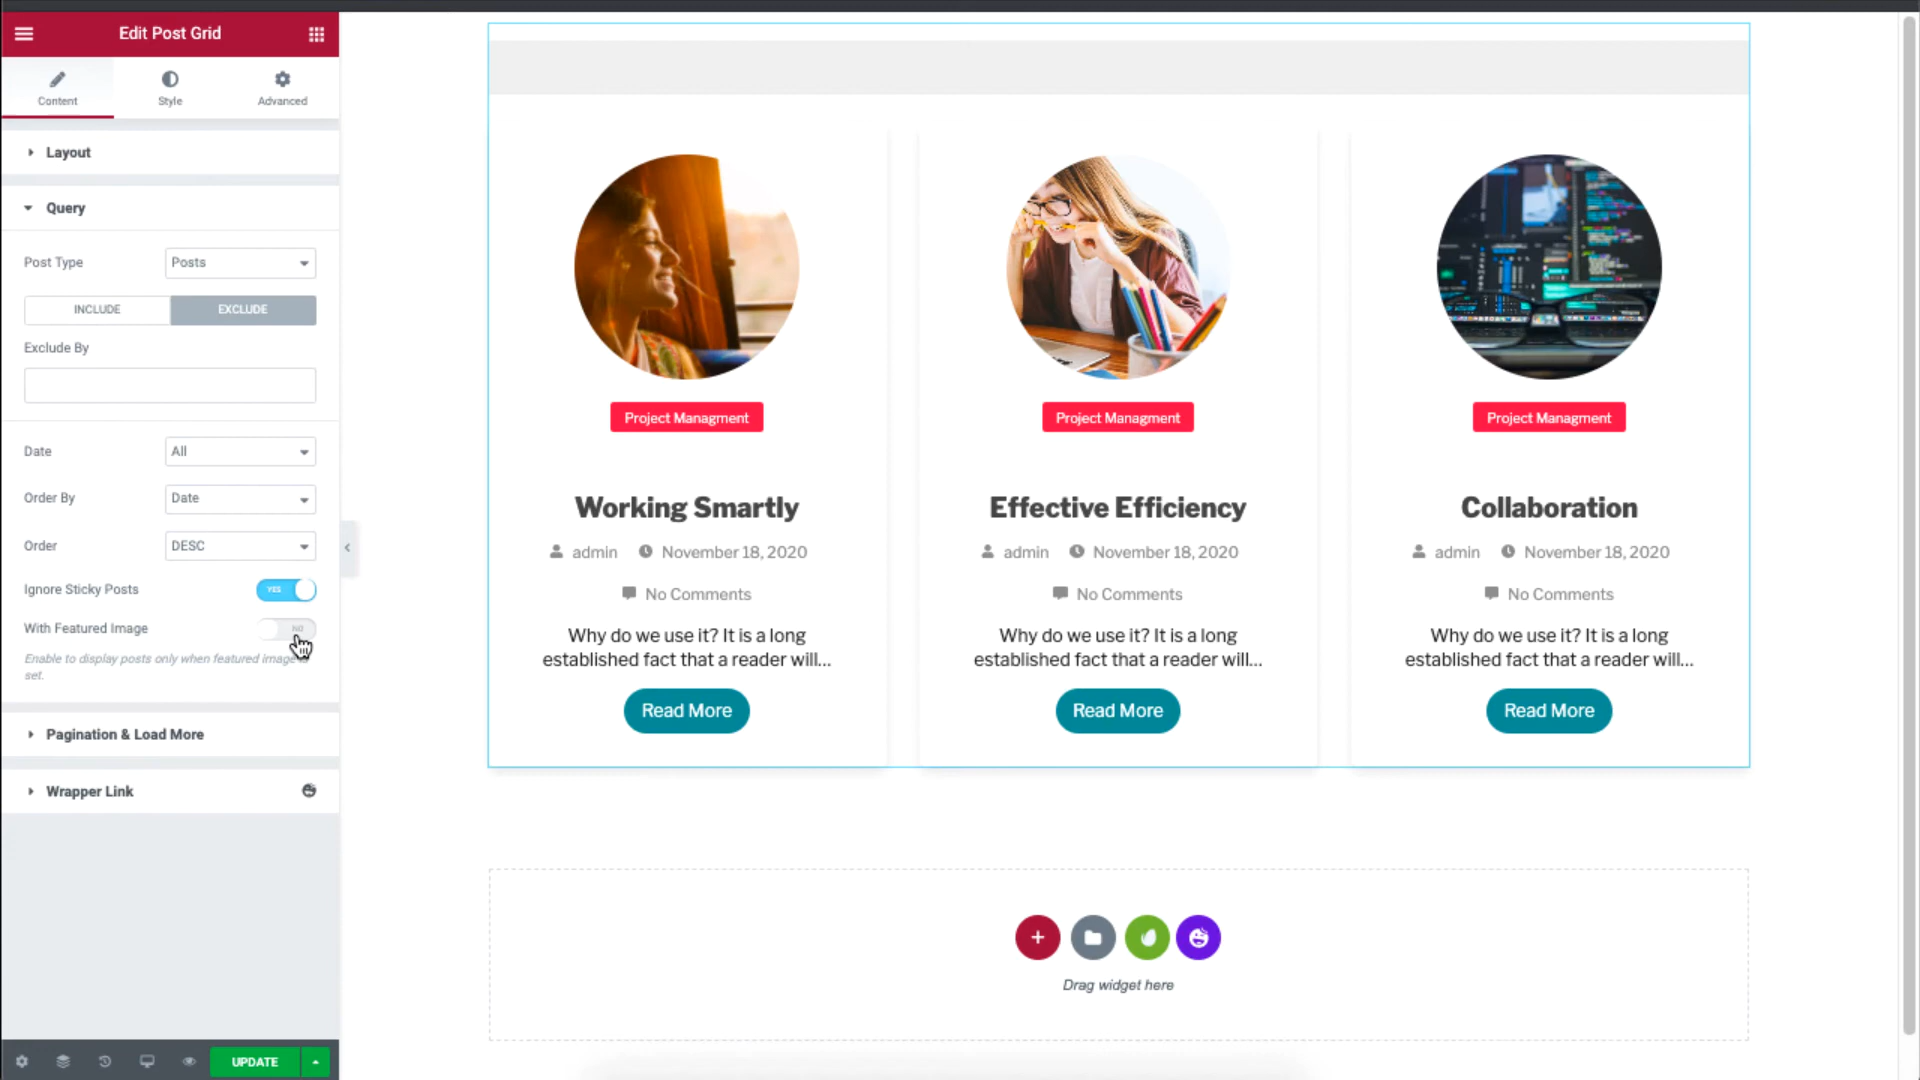 Edit Post Grid
Content
Style
Advanced
Layout
Query
Post Type
Posts
INCLUDE
EXCLUDE
Exclude By
Date
All
Order By
Date
Order
DESC
Ignore Sticky Posts
YES
With Featured Image
NO
Enable to display posts only when featured image
set.
Pagination & Load More
Wrapper Link
UPDATE
Project Managment
Working Smartly
admin November 18, 2020
No Comments
Why do we use it? It is a long
established fact that a reader will...
Read More
Project Managment
Effective Efficiency
admin November 18, 2020
No Comments
Why do we use it? It is a long
established fact that a reader will...
Read More
Project Managment
Collaboration
admin November 18, 2020
No Comments
Why do we use it? It is a long
established fact that a reader will...
Read More
Drag widget here